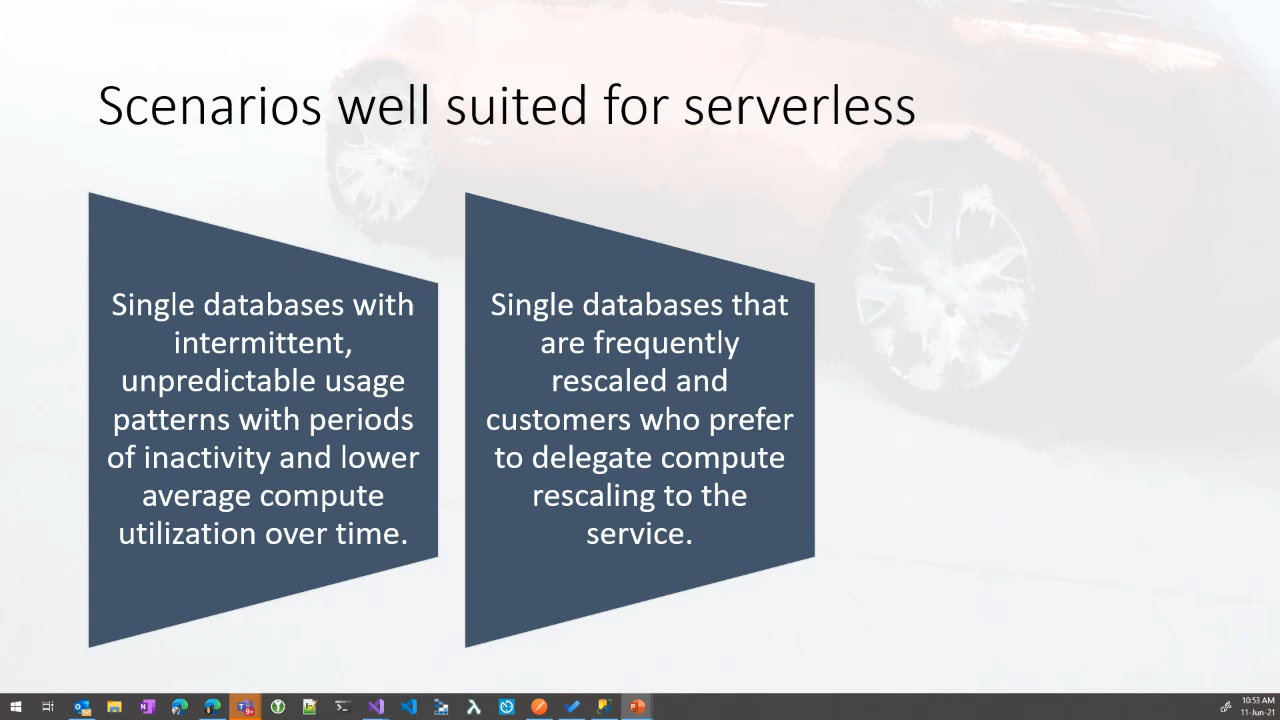 Scenarios well suited for serverless
Single databases with
intermittent,
unpredictable usage
patterns with periods
of inactivity and lower
average compute
utilization over time.
Single databases that
are frequently
rescaled and
customers who prefer
to delegate compute
rescaling to the
service.
10:53 AM
11-Jun-21